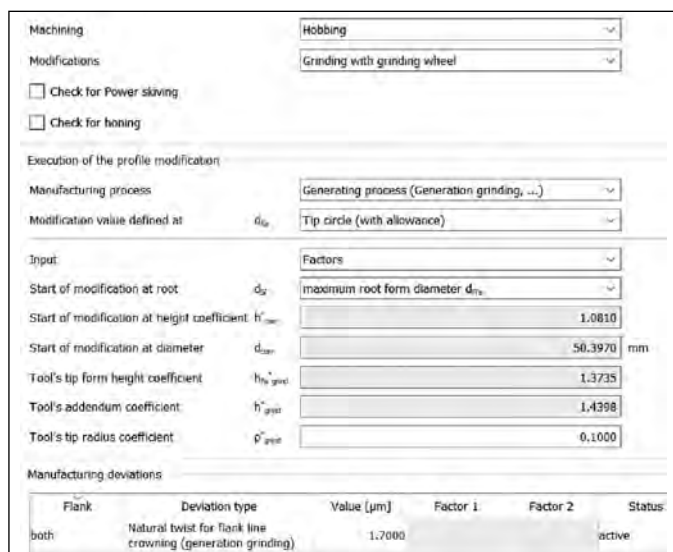 Machining Hobbing
Modifications Grinding with grinding wheel
Check for Power skiving
Check for honing
Execution of the profile modification
Manufacturing process Generating process (Generation grinding, ...)
Modification value defined at Tip circle (with allowance)
Input Factors
Start of modification at root maximum root form diameter
Start of modification at height coefficient 1.0810
Start of modification at diameter 50.3970 mm
Tool's tip form height coefficient 1.3735
Tool's addendum coefficient 1.4398
Tool's tip radius coefficient 0.1000
Manufacturing deviations
Flank Deviation type Value [µm] Factor 1 Factor 2 Status
both Natural twist for flank line crowning (generation grinding) 1.7000 active